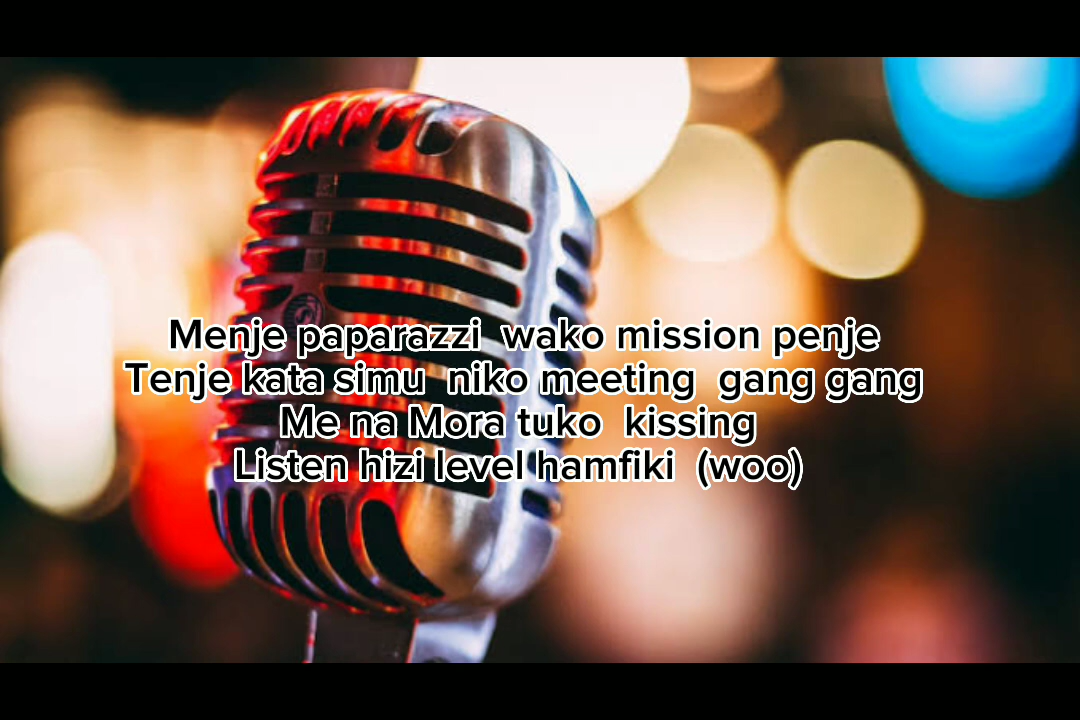 Menje paparazzi wako mission penje
Tenje kata simu niko meeting gang gang
Me na Mora tuko kissing
Listen hizi level hamfiki (woo)